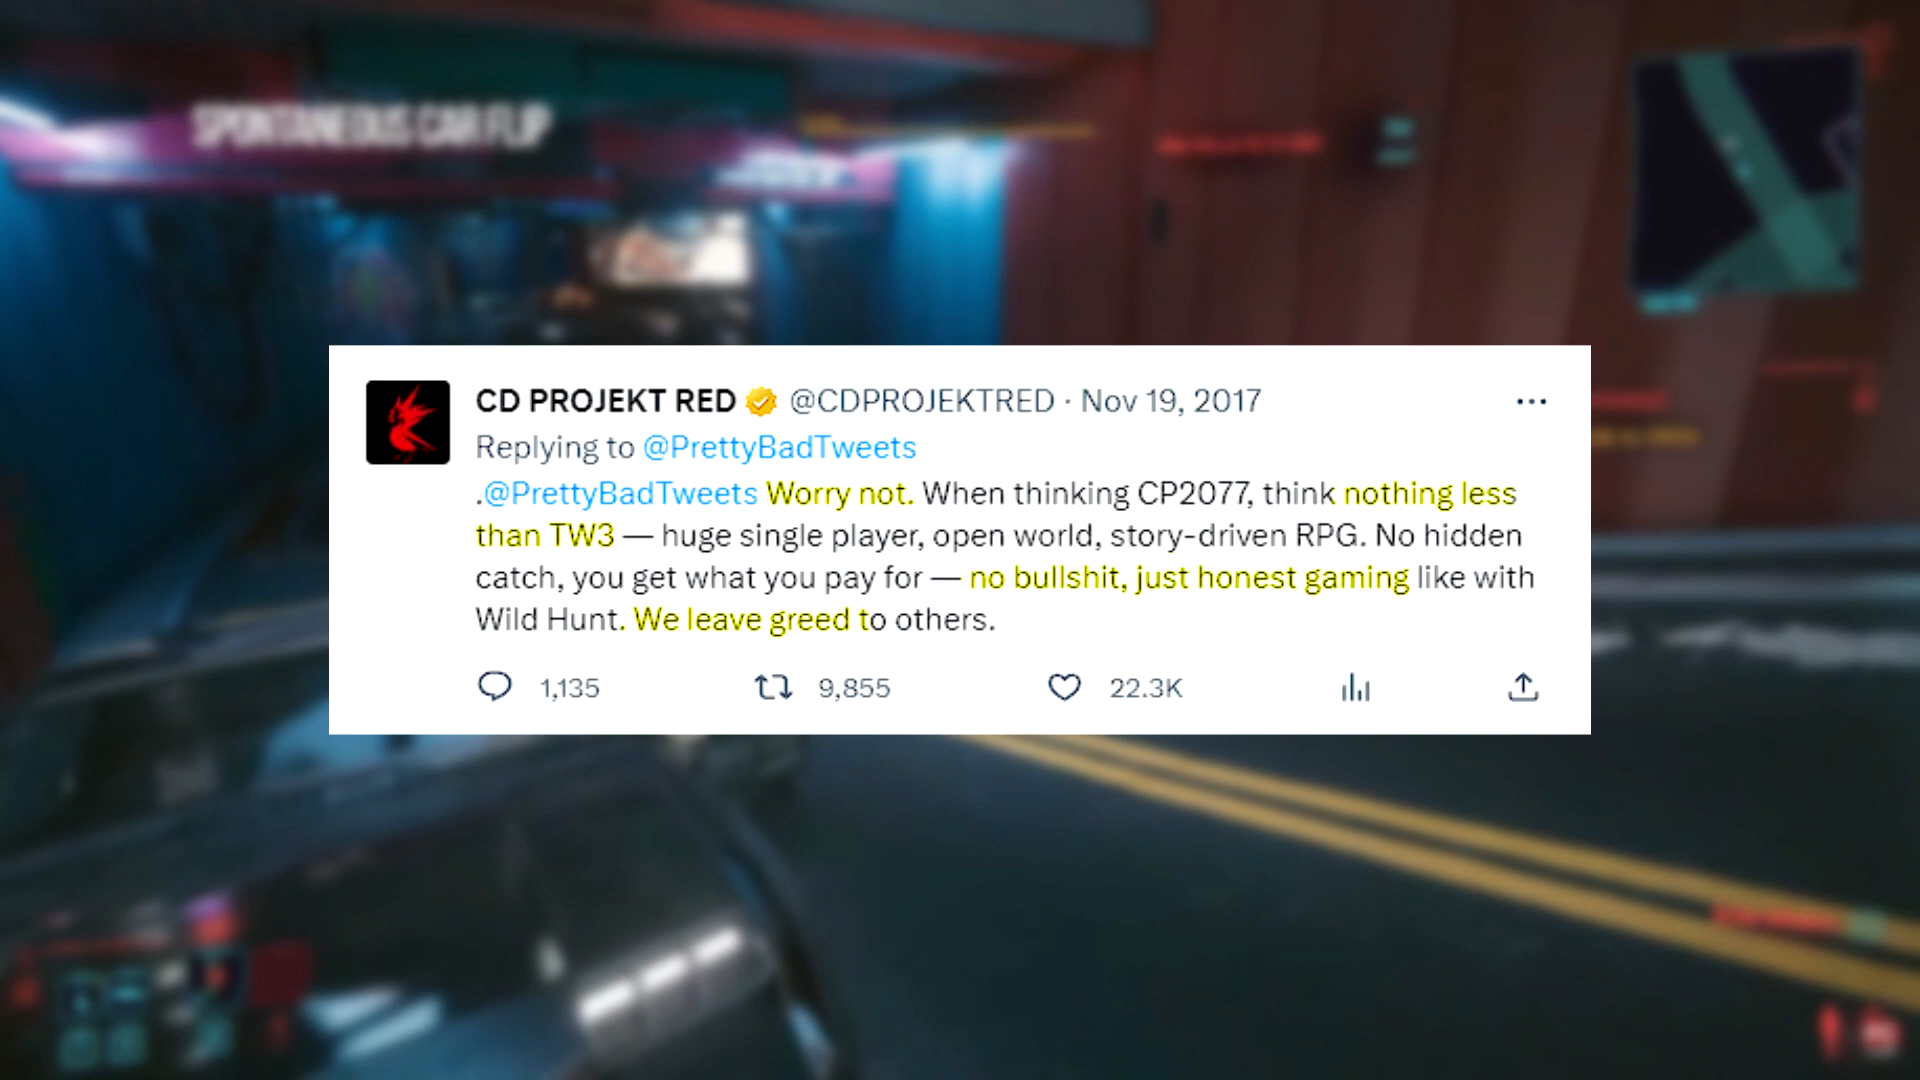 SPONTANEOUS CAR FLIP
CD PROJEKT RED @CDPROJEKTRED · Nov 19, 2017
Replying to @PrettyBadTweets
.@PrettyBadTweets Worry not. When thinking CP2077, think nothing less
than TW3 — huge single player, open world, story-driven RPG. No hidden
catch, you get what you pay for — no bullshit, just honest gaming like with
Wild Hunt. We leave greed to others.
1,135 9,855 22.3K